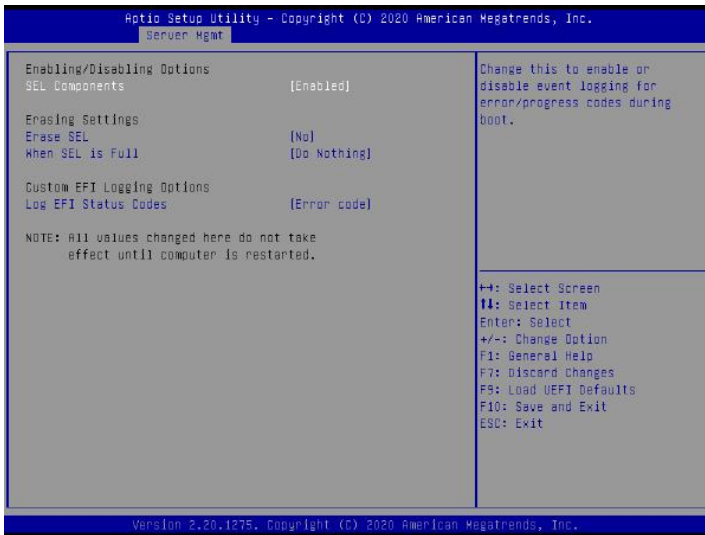 Aptio Setup Utility – Copyright (C) 2020 American Megatrends, Inc.
Server Mgmt
Enabling/Disabling Options
SEL Components [Enabled]
Erasing Settings
Erase SEL [No]
When SEL is Full [Do Nothing]
Custom EFI Logging Options
Log EFI Status Codes [Error code]
NOTE: All values changed here do not take
effect until computer is restarted.
Change this to enable or
disable event logging for
error/progress codes during
boot.
↔: Select Screen
↑↓: Select Item
Enter: Select
+/-: Change Option
F1: General Help
F7: Discard Changes
F9: Load UEFI Defaults
F10: Save and Exit
ESC: Exit
Version 2.20.1275. Copyright (C) 2020 American Megatrends, Inc.